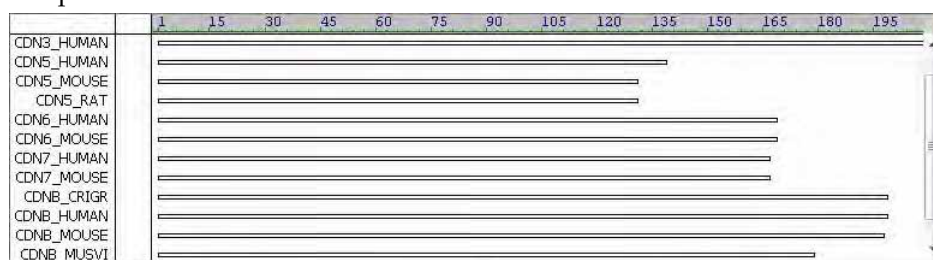 1 15 30 45 60 75 90 105 120 135 150 165 180 195
CDN3_HUMAN
CDN5_HUMAN
CDN5_MOUSE
CDN5_RAT
CDN6_HUMAN
CDN6_MOUSE
CDN7_HUMAN
CDN7_MOUSE
CDNB_CRIGR
CDNB_HUMAN
CDNB_MOUSE
CDNB_MUSVI